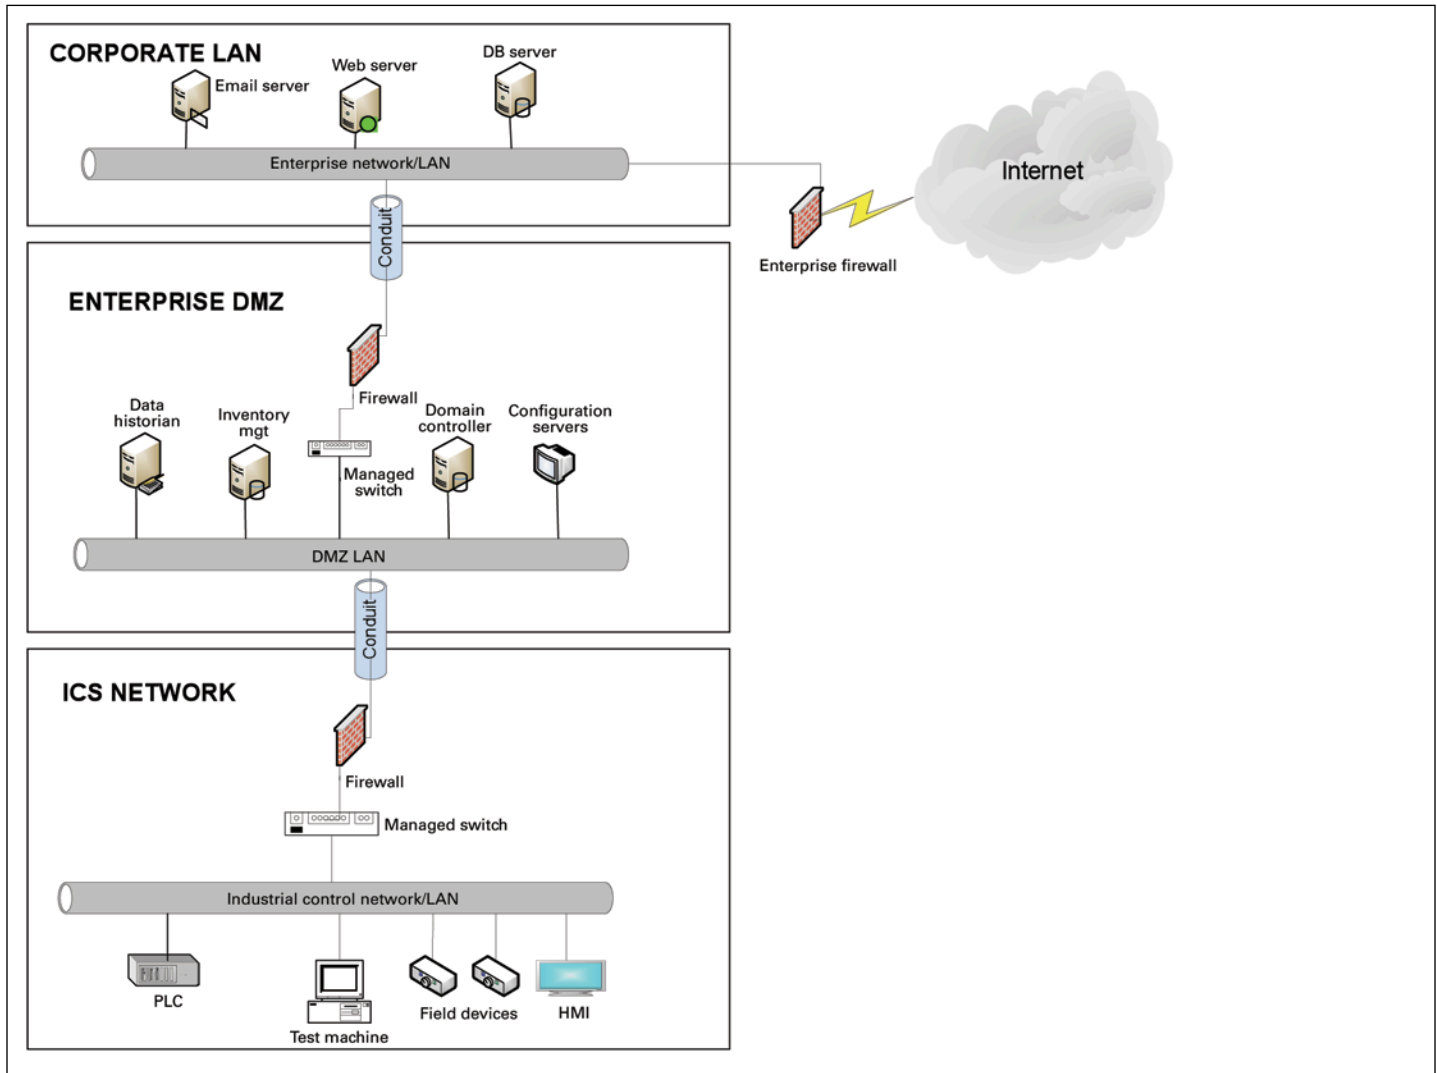 CORPORATE LAN
Email server
Web server
DB server
Enterprise network/LAN
Internet
Enterprise firewall
Conduit
ENTERPRISE DMZ
Firewall
Data
historian
Inventory
mgt
Managed
switch
Domain
controller
Configuration
servers
DMZ LAN
Conduit
ICS NETWORK
Firewall
Managed switch
Industrial control network/LAN
PLC
Test machine
Field devices
HMI